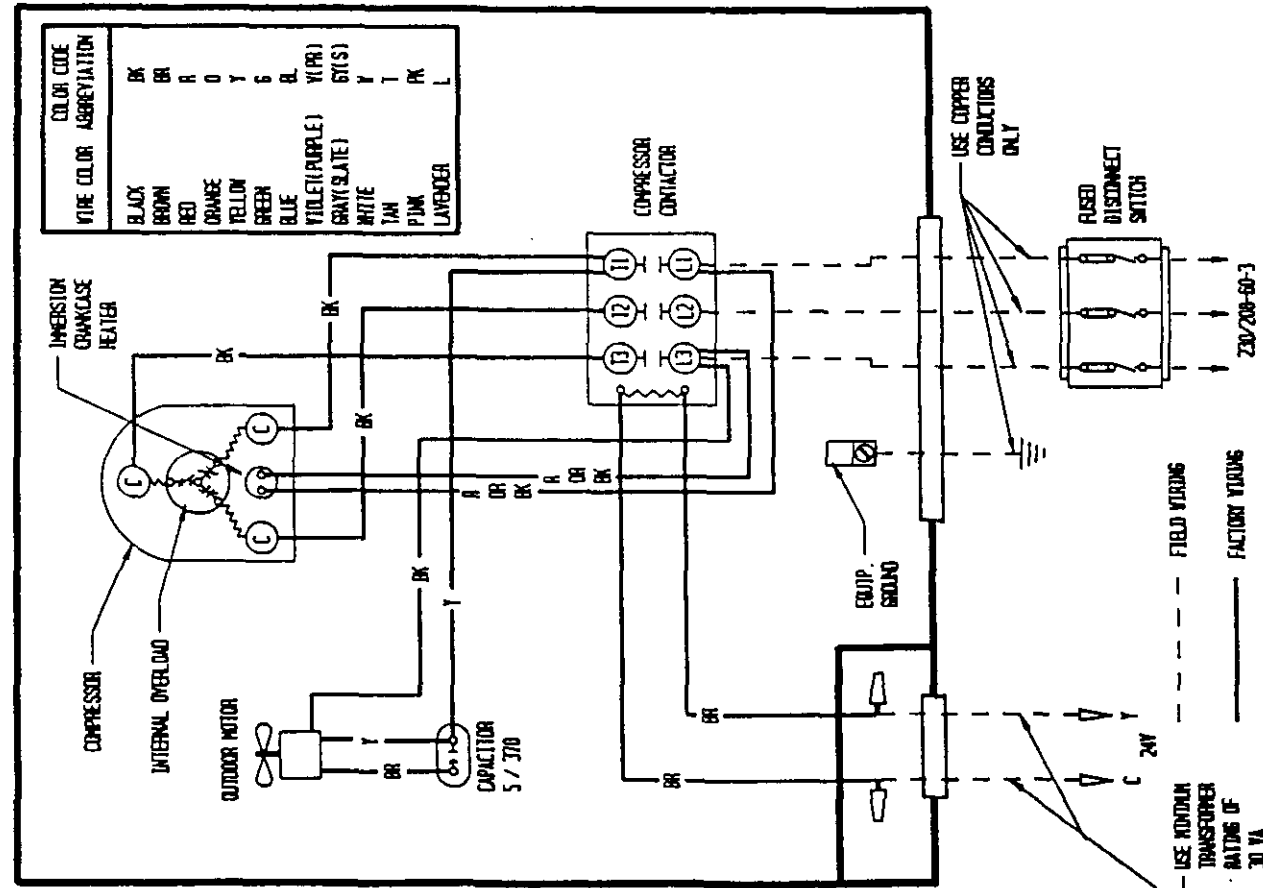 COLOR CODE
WIRE COLOR ABBREVIATION
BLACK BK
BROWN BR
RED R
ORANGE O
YELLOW Y
GREEN G
BLUE BL
VIOLET(PURPLE) V(PR)
GRAY(SLATE) GY(S)
WHITE W
TAN T
PINK PK
LAVENDER L
IMMERSION
CRANKCASE
HEATER
COMPRESSOR
INTERNAL OVERLOAD
OUTDOOR MOTOR
CAPACITOR
5 / 370
COMPRESSOR
CONTACTOR
C
C
C
BK
BK
BK
BK
R OR BK
R OR BK
Y
Y
BR
BR
BR
T3
T2
T1
L3
L2
L1
EQUIP.
GROUND
USE COPPER
CONDUCTORS
ONLY
FUSED
DISCONNECT
SWITCH
230/208-60-3
C
24V
Y
USE MINIMUM
TRANSFORMER
RATING OF
30 VA
FIELD WIRING
FACTORY WIRING